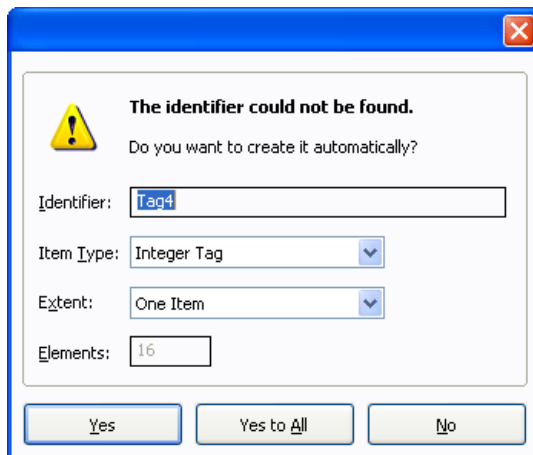 The identifier could not be found.
Do you want to create it automatically?
Identifier: Tag4
Item Type: Integer Tag
Extent: One Item
Elements: 16
Yes Yes to All No